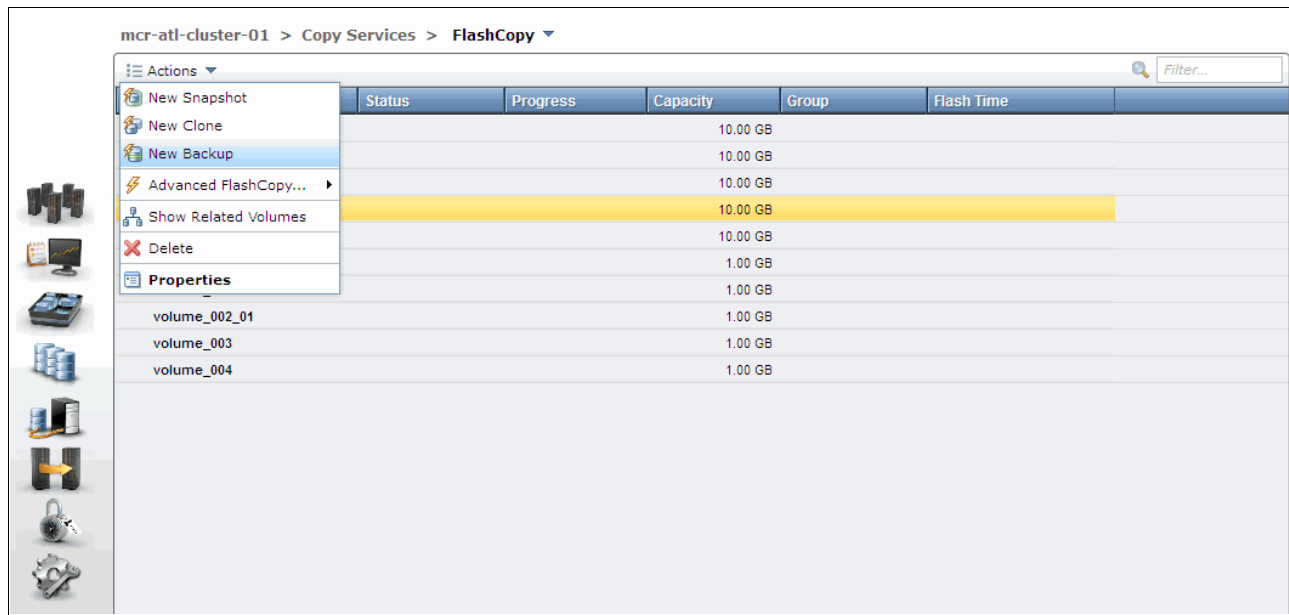 mcr-atl-cluster-01 > Copy Services > FlashCopy
Actions
Filter...
New Snapshot Status Progress Capacity Group Flash Time
New Clone 10.00 GB
New Backup 10.00 GB
Advanced FlashCopy... 10.00 GB
Show Related Volumes 10.00 GB
Delete 10.00 GB
1.00 GB
Properties
1.00 GB
volume_002_01 1.00 GB
volume_003 1.00 GB
volume_004 1.00 GB